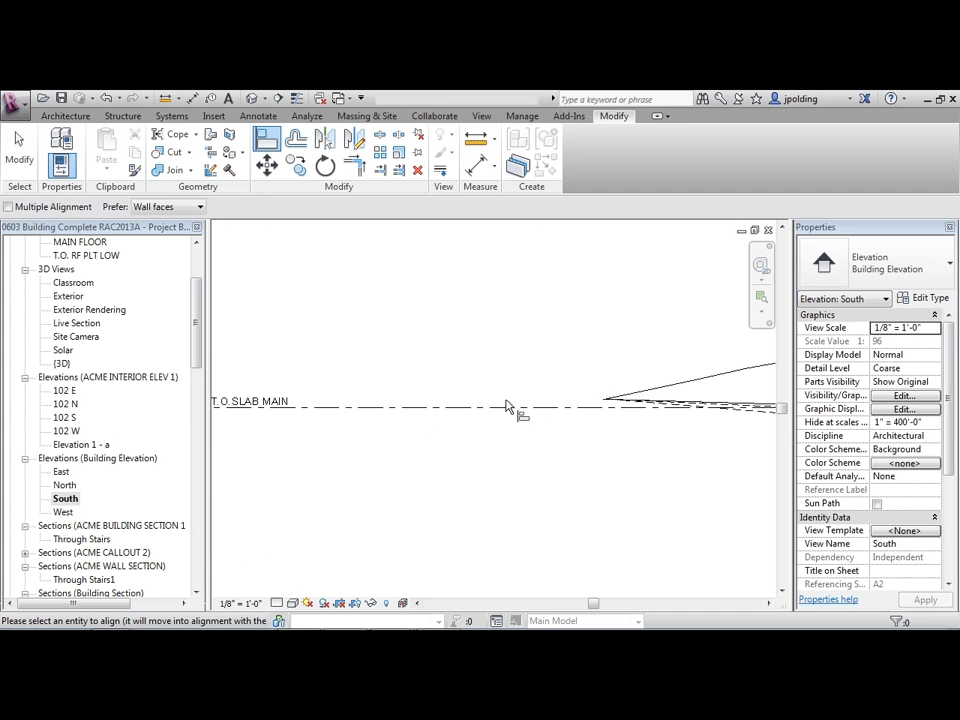 Type a keyword or phrase
jpolding
Architecture Structure Systems Insert Annotate Analyze Massing & Site Collaborate View Manage Add-Ins Modify
Modify
Paste
Cope
Cut
Join
Select Properties Clipboard Geometry Modify View Measure Create
Multiple Alignment Prefer: Wall faces
0603 Building Complete RAC2013A - Project B...
MAIN FLOOR
T.O. RF PLT LOW
3D Views
Classroom
Exterior
Exterior Rendering
Live Section
Site Camera
Solar
{3D}
Elevations (ACME INTERIOR ELEV 1)
102 E
102 N
102 S
102 W
Elevation 1 - a
Elevations (Building Elevation)
East
North
South
West
Sections (ACME BUILDING SECTION 1
Through Stairs
Sections (ACME CALLOUT 2)
Sections (ACME WALL SECTION)
Through Stairs1
Sections (Building Section)
T.O. SLAB MAIN
1/8" = 1'-0"
Properties
Elevation
Building Elevation
Elevation: South Edit Type
Graphics
View Scale 1/8" = 1'-0"
Scale Value 1: 96
Display Model Normal
Detail Level Coarse
Parts Visibility Show Original
Visibility/Grap... Edit...
Graphic Displ... Edit...
Hide at scales ... 1" = 400'-0"
Discipline Architectural
Color Scheme... Background
Color Scheme <none>
Default Analy... None
Reference Label
Sun Path
Identity Data
View Template <None>
View Name South
Dependency Independent
Title on Sheet
Referencing S... A2
Properties help Apply
Please select an entity to align (it will move into alignment with the
:0 Main Model :0